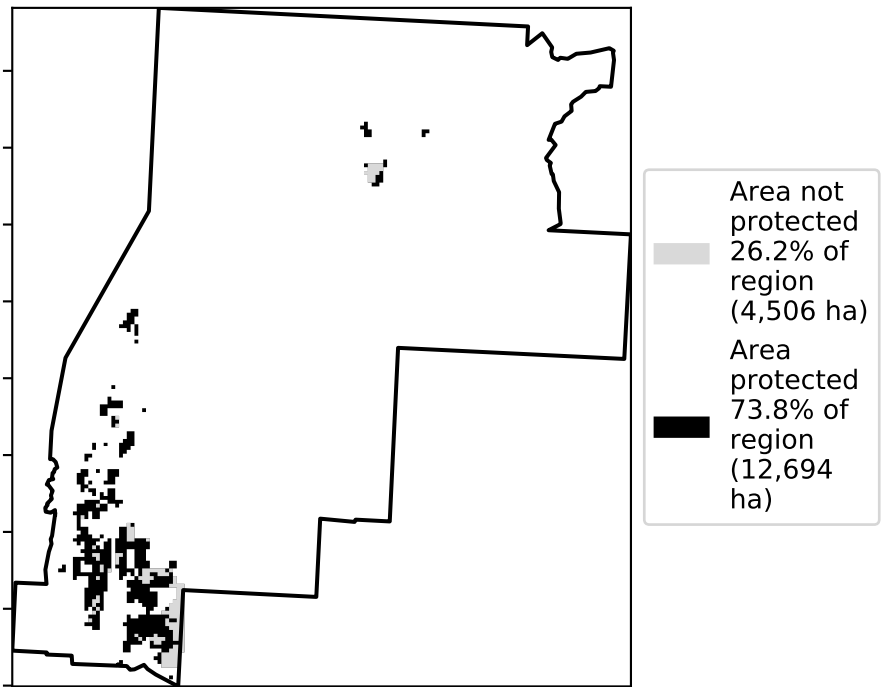 Area not
protected
26.2% of
region
(4,506 ha)
Area
protected
73.8% of
region
(12,694
ha)